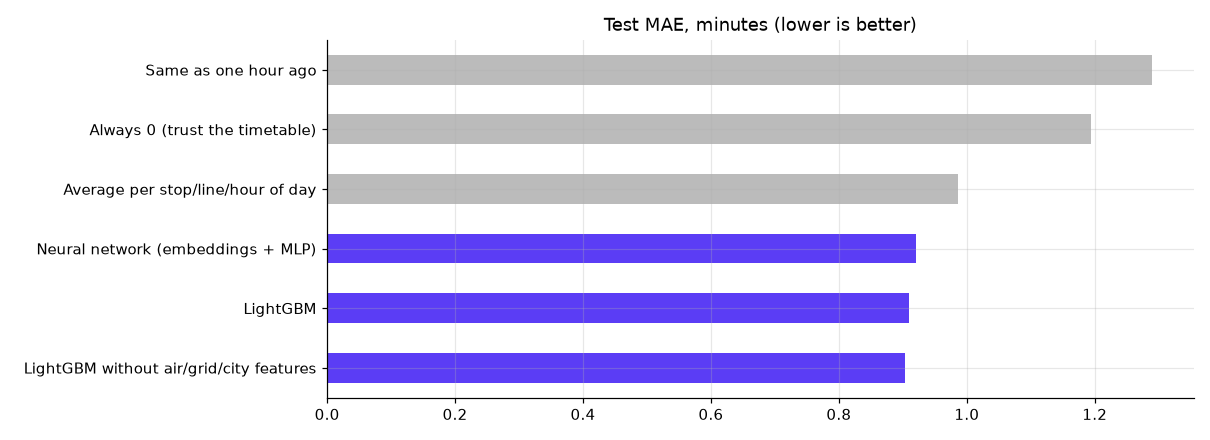 Test MAE, minutes (lower is better)
Same as one hour ago
Always 0 (trust the timetable)
Average per stop/line/hour of day
Neural network (embeddings + MLP)
LightGBM
LightGBM without air/grid/city features
0.0 0.2 0.4 0.6 0.8 1.0 1.2